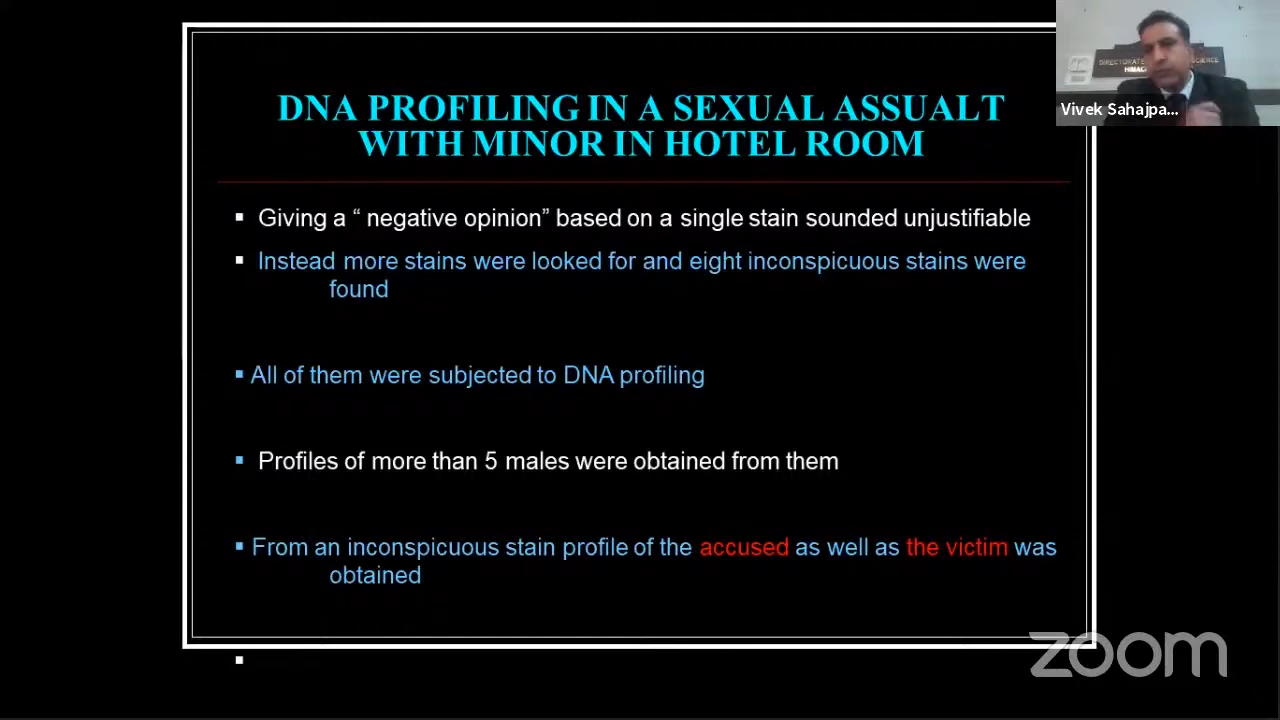 DNA PROFILING IN A SEXUAL ASSUALT
WITH MINOR IN HOTEL ROOM
▪ Giving a “ negative opinion” based on a single stain sounded unjustifiable
▪ Instead more stains were looked for and eight inconspicuous stains were
found
▪ All of them were subjected to DNA profiling
▪ Profiles of more than 5 males were obtained from them
▪ From an inconspicuous stain profile of the accused as well as the victim was
obtained
▪
DIRECTORATE
Vivek Sahajpa...
zoom